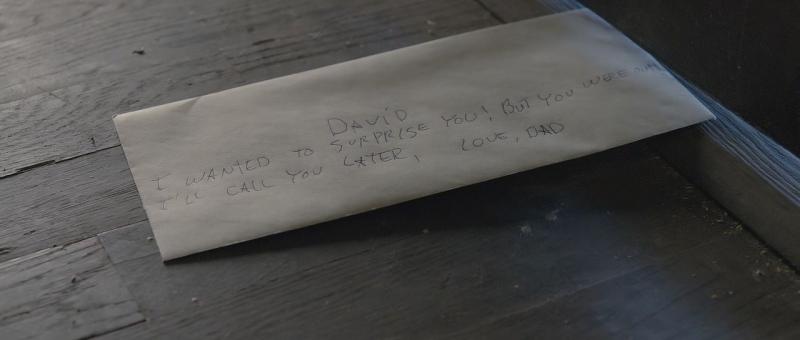 DAVID
I WANTED TO SURPRISE YOU! BUT YOU WERE
I'LL CALL YOU LATER, LOVE, DAD